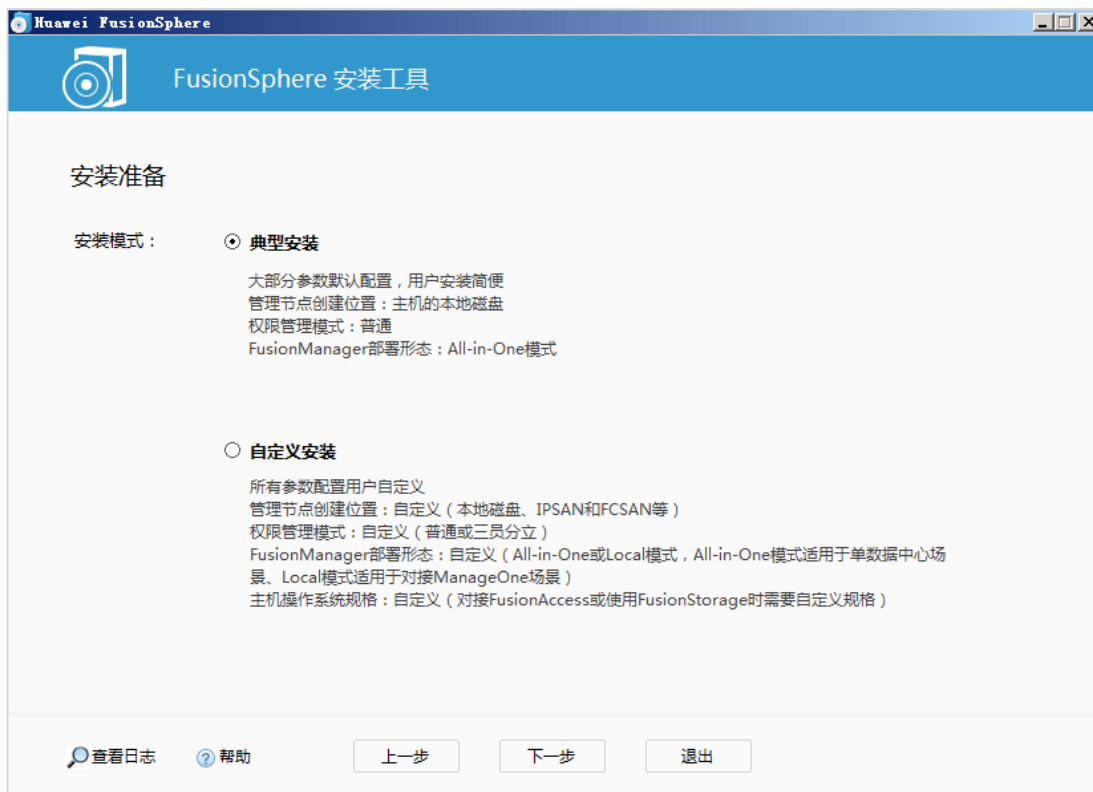 Huawei FusionSphere
FusionSphere 安装工具
安装准备
安装模式：
典型安装
大部分参数默认配置，用户安装简便
管理节点创建位置：主机的本地磁盘
权限管理模式：普通
FusionManager部署形态：All-in-One模式
自定义安装
所有参数配置用户自定义
管理节点创建位置：自定义（本地磁盘、IPSAN和FCSAN等）
权限管理模式：自定义（普通或三员分立）
FusionManager部署形态：自定义（All-in-One或Local模式，All-in-One模式适用于单数据中心场
景、Local模式适用于对接ManageOne场景）
主机操作系统规格：自定义（对接FusionAccess或使用FusionStorage时需要自定义规格）
查看日志
帮助
上一步
下一步
退出